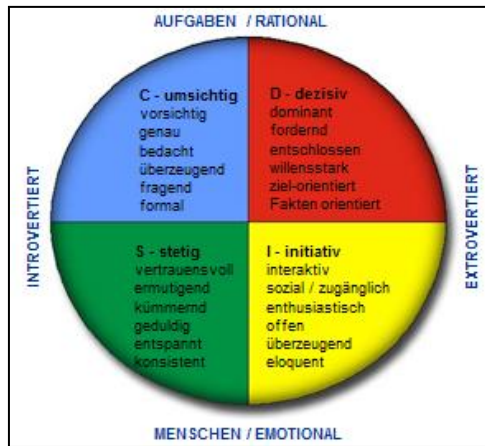 AUFGABEN / RATIONAL
C - umsichtig
vorsichtig
genau
bedacht
überzeugend
fragend
formal
D - dezisiv
dominant
fordernd
entschlossen
willensstark
ziel-orientiert
Fakten orientiert
INTROVERTIERT
EXTROVERTIERT
S - stetig
vertrauensvoll
ermutigend
kümmernd
geduldig
entspannt
konsistent
I - initiativ
interaktiv
sozial / zugänglich
enthusiastisch
offen
überzeugend
eloquent
MENSCHEN / EMOTIONAL